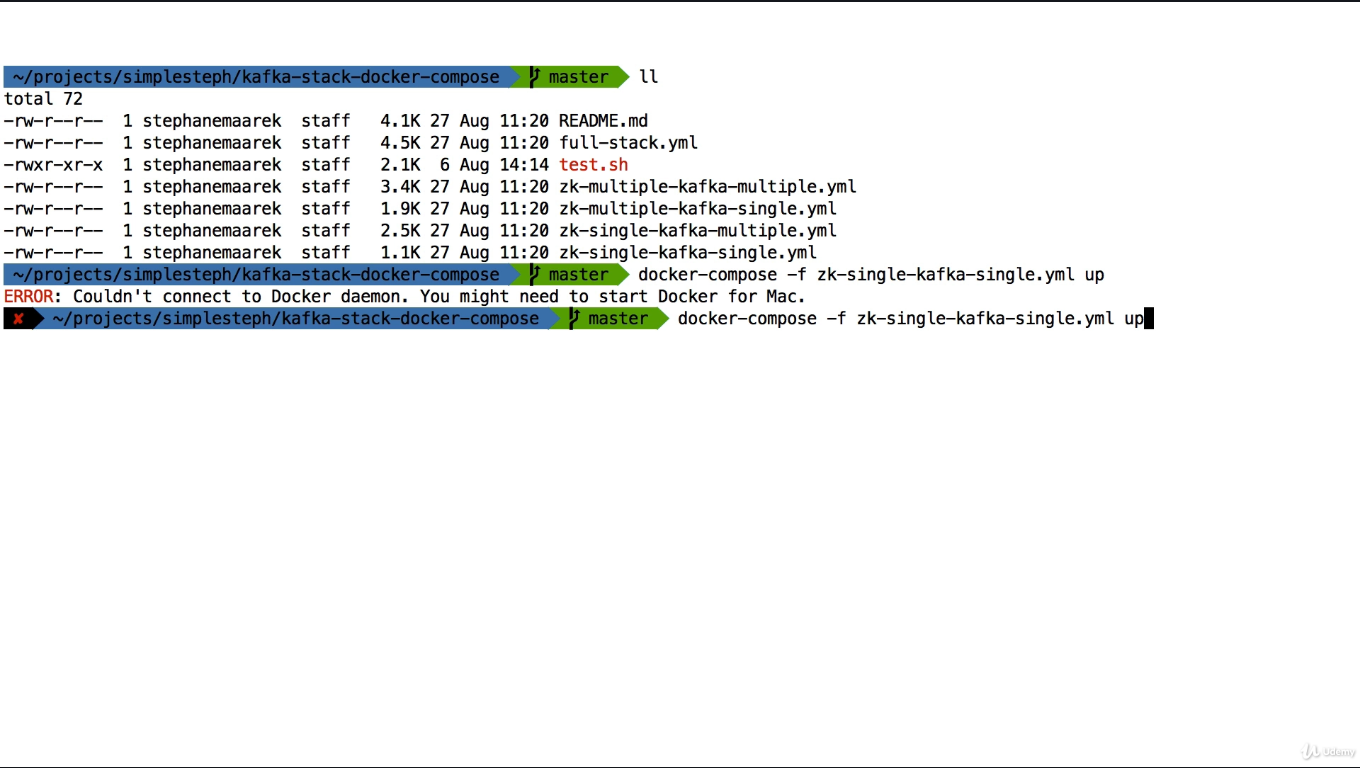 ~/projects/simplesteph/kafka-stack-docker-compose master ll
total 72
-rw-r--r--  1 stephanemaarek  staff   4.1K 27 Aug 11:20 README.md
-rw-r--r--  1 stephanemaarek  staff   4.5K 27 Aug 11:20 full-stack.yml
-rwxr-xr-x  1 stephanemaarek  staff   2.1K  6 Aug 14:14 test.sh
-rw-r--r--  1 stephanemaarek  staff   3.4K 27 Aug 11:20 zk-multiple-kafka-multiple.yml
-rw-r--r--  1 stephanemaarek  staff   1.9K 27 Aug 11:20 zk-multiple-kafka-single.yml
-rw-r--r--  1 stephanemaarek  staff   2.5K 27 Aug 11:20 zk-single-kafka-multiple.yml
-rw-r--r--  1 stephanemaarek  staff   1.1K 27 Aug 11:20 zk-single-kafka-single.yml
~/projects/simplesteph/kafka-stack-docker-compose master docker-compose -f zk-single-kafka-single.yml up
ERROR: Couldn't connect to Docker daemon. You might need to start Docker for Mac.
✘ ~/projects/simplesteph/kafka-stack-docker-compose master docker-compose -f zk-single-kafka-single.yml up
Udemy